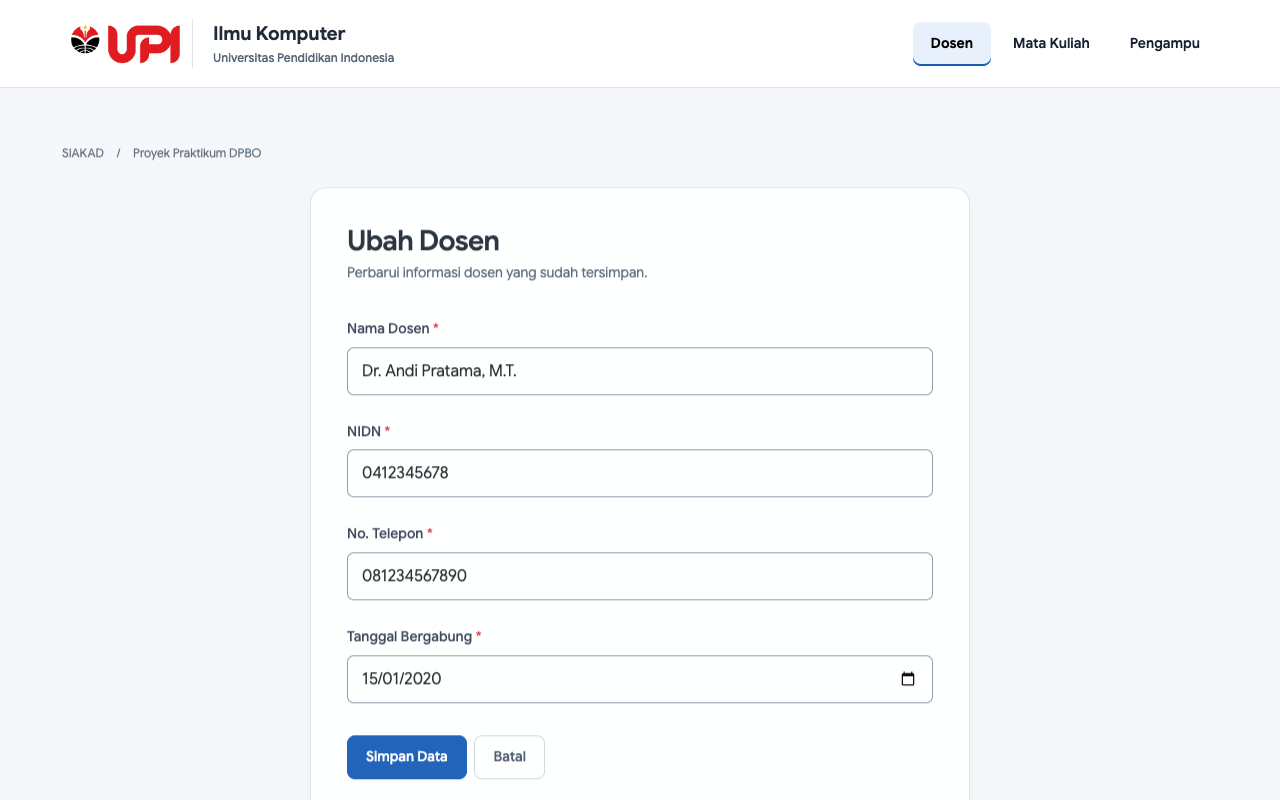 UPI
Ilmu Komputer
Universitas Pendidikan Indonesia
Dosen
Mata Kuliah
Pengampu
SIAKAD / Proyek Praktikum DPBO
Ubah Dosen
Perbarui informasi dosen yang sudah tersimpan.
Nama Dosen *
Dr. Andi Pratama, M.T.
NIDN *
0412345678
No. Telepon *
081234567890
Tanggal Bergabung *
15/01/2020
Simpan Data
Batal